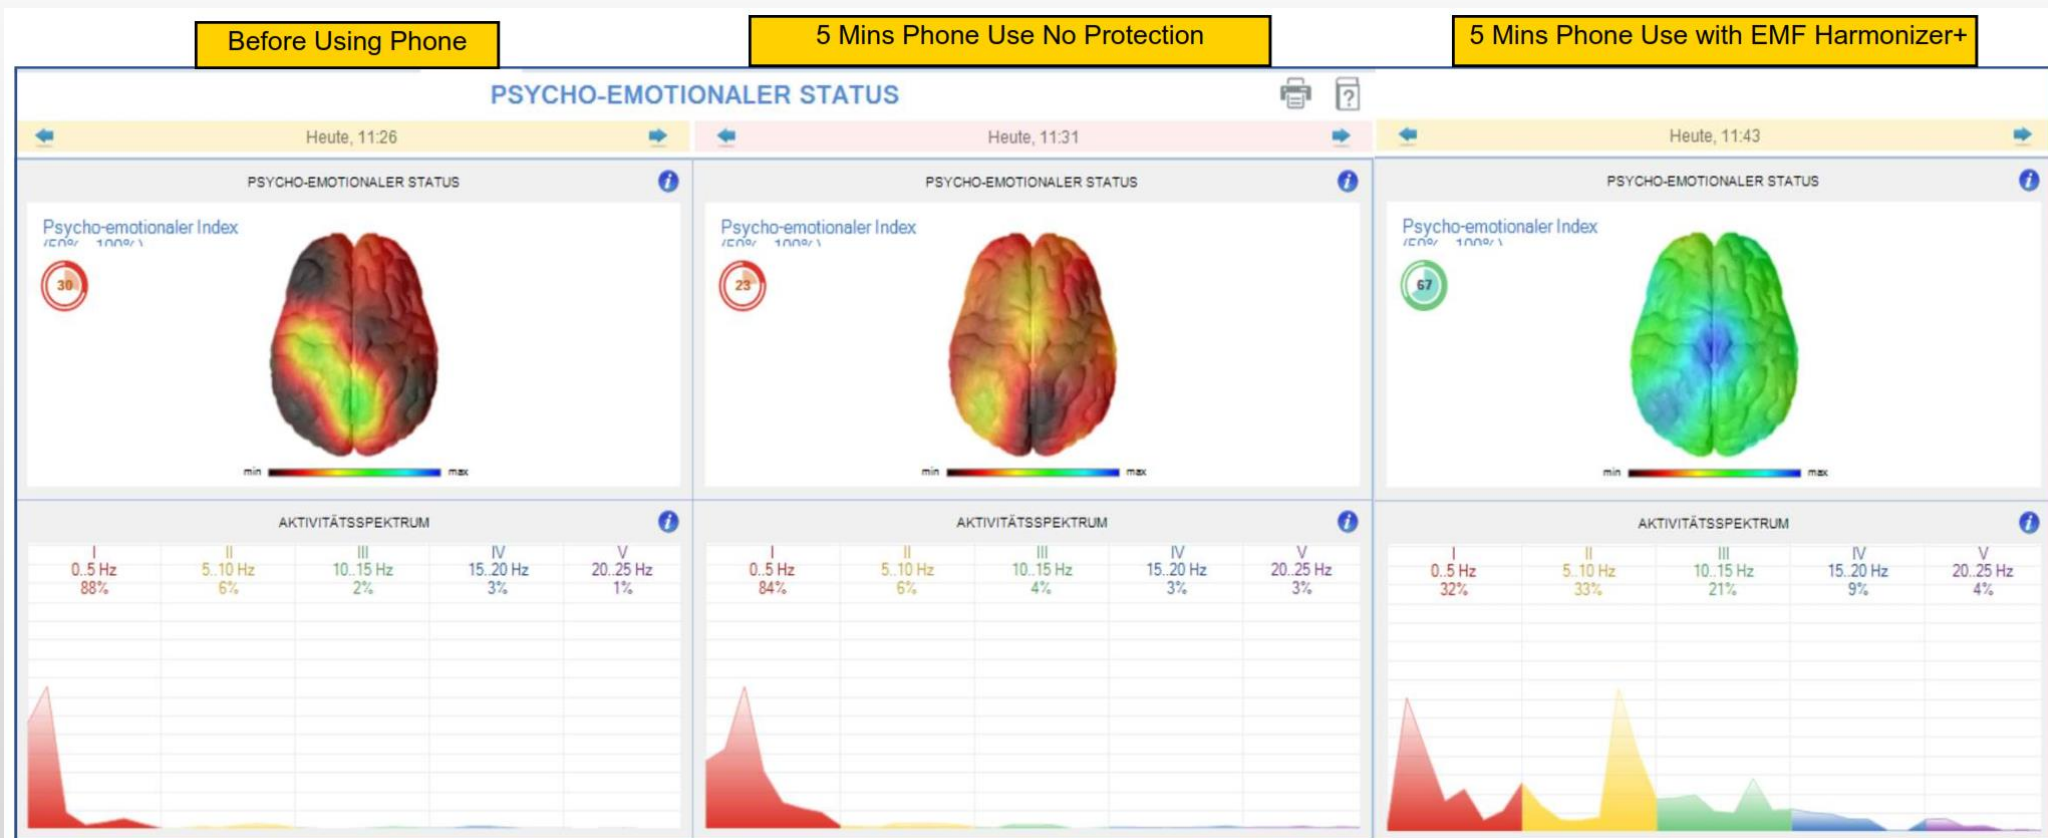 Before Using Phone
5 Mins Phone Use No Protection
5 Mins Phone Use with EMF Harmonizer+
PSYCHO-EMOTIONALER STATUS
Heute, 11:26
Heute, 11:31
Heute, 11:43
PSYCHO-EMOTIONALER STATUS
Psycho-emotionaler Index
30
min max
PSYCHO-EMOTIONALER STATUS
Psycho-emotionaler Index
23
min max
PSYCHO-EMOTIONALER STATUS
Psycho-emotionaler Index
67
min max
AKTIVITÄTSSPEKTRUM
I II III IV V
0..5 Hz 5..10 Hz 10..15 Hz 15..20 Hz 20..25 Hz
88% 6% 2% 3% 1%
AKTIVITÄTSSPEKTRUM
I II III IV V
0..5 Hz 5..10 Hz 10..15 Hz 15..20 Hz 20..25 Hz
84% 6% 4% 3% 3%
AKTIVITÄTSSPEKTRUM
I II III IV V
0..5 Hz 5..10 Hz 10..15 Hz 15..20 Hz 20..25 Hz
32% 33% 21% 9% 4%